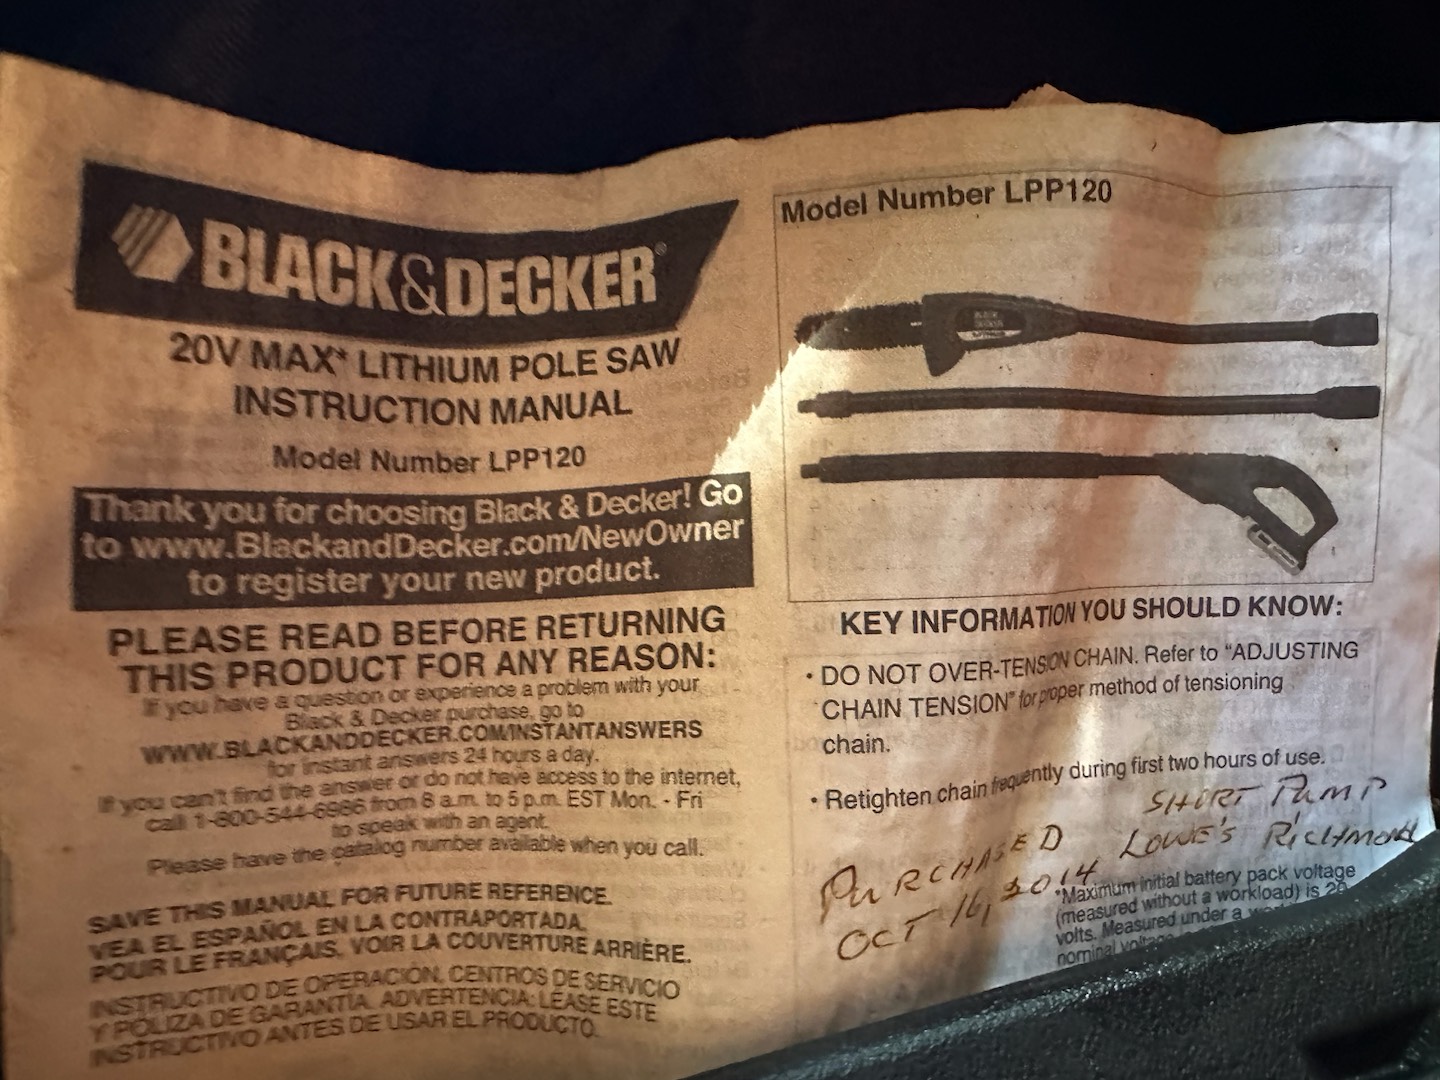 BLACK&DECKER®
20V MAX* LITHIUM POLE SAW
INSTRUCTION MANUAL
Model Number LPP120
Thank you for choosing Black & Decker! Go
to www.BlackandDecker.com/NewOwner
to register your new product.
PLEASE READ BEFORE RETURNING
THIS PRODUCT FOR ANY REASON:
If you have a question or experience a problem with your
Black & Decker purchase, go to
WWW.BLACKANDDECKER.COM/INSTANTANSWERS
for instant answers 24 hours a day.
If you can't find the answer or do not have access to the internet,
call 1-800-544-6986 from 8 a.m. to 5 p.m. EST Mon. - Fri
to speak with an agent.
Please have the catalog number available when you call.
SAVE THIS MANUAL FOR FUTURE REFERENCE.
VEA EL ESPAÑOL EN LA CONTRAPORTADA.
POUR LE FRANÇAIS, VOIR LA COUVERTURE ARRIÈRE.
INSTRUCTIVO DE OPERACIÓN, CENTROS DE SERVICIO
Y PÓLIZA DE GARANTÍA. ADVERTENCIA: LÉASE ESTE
INSTRUCTIVO ANTES DE USAR EL PRODUCTO.
Model Number LPP120
BLACK & DECKER
KEY INFORMATION YOU SHOULD KNOW:
• DO NOT OVER-TENSION CHAIN. Refer to "ADJUSTING
CHAIN TENSION" for proper method of tensioning
chain.
• Retighten chain frequently during first two hours of use.
SHORT PUMP
PURCHASED LOWE'S RICHMOND
OCT 16, 2014
*Maximum initial battery pack voltage
(measured without a workload) is 20
volts. Measured under a
nominal voltage